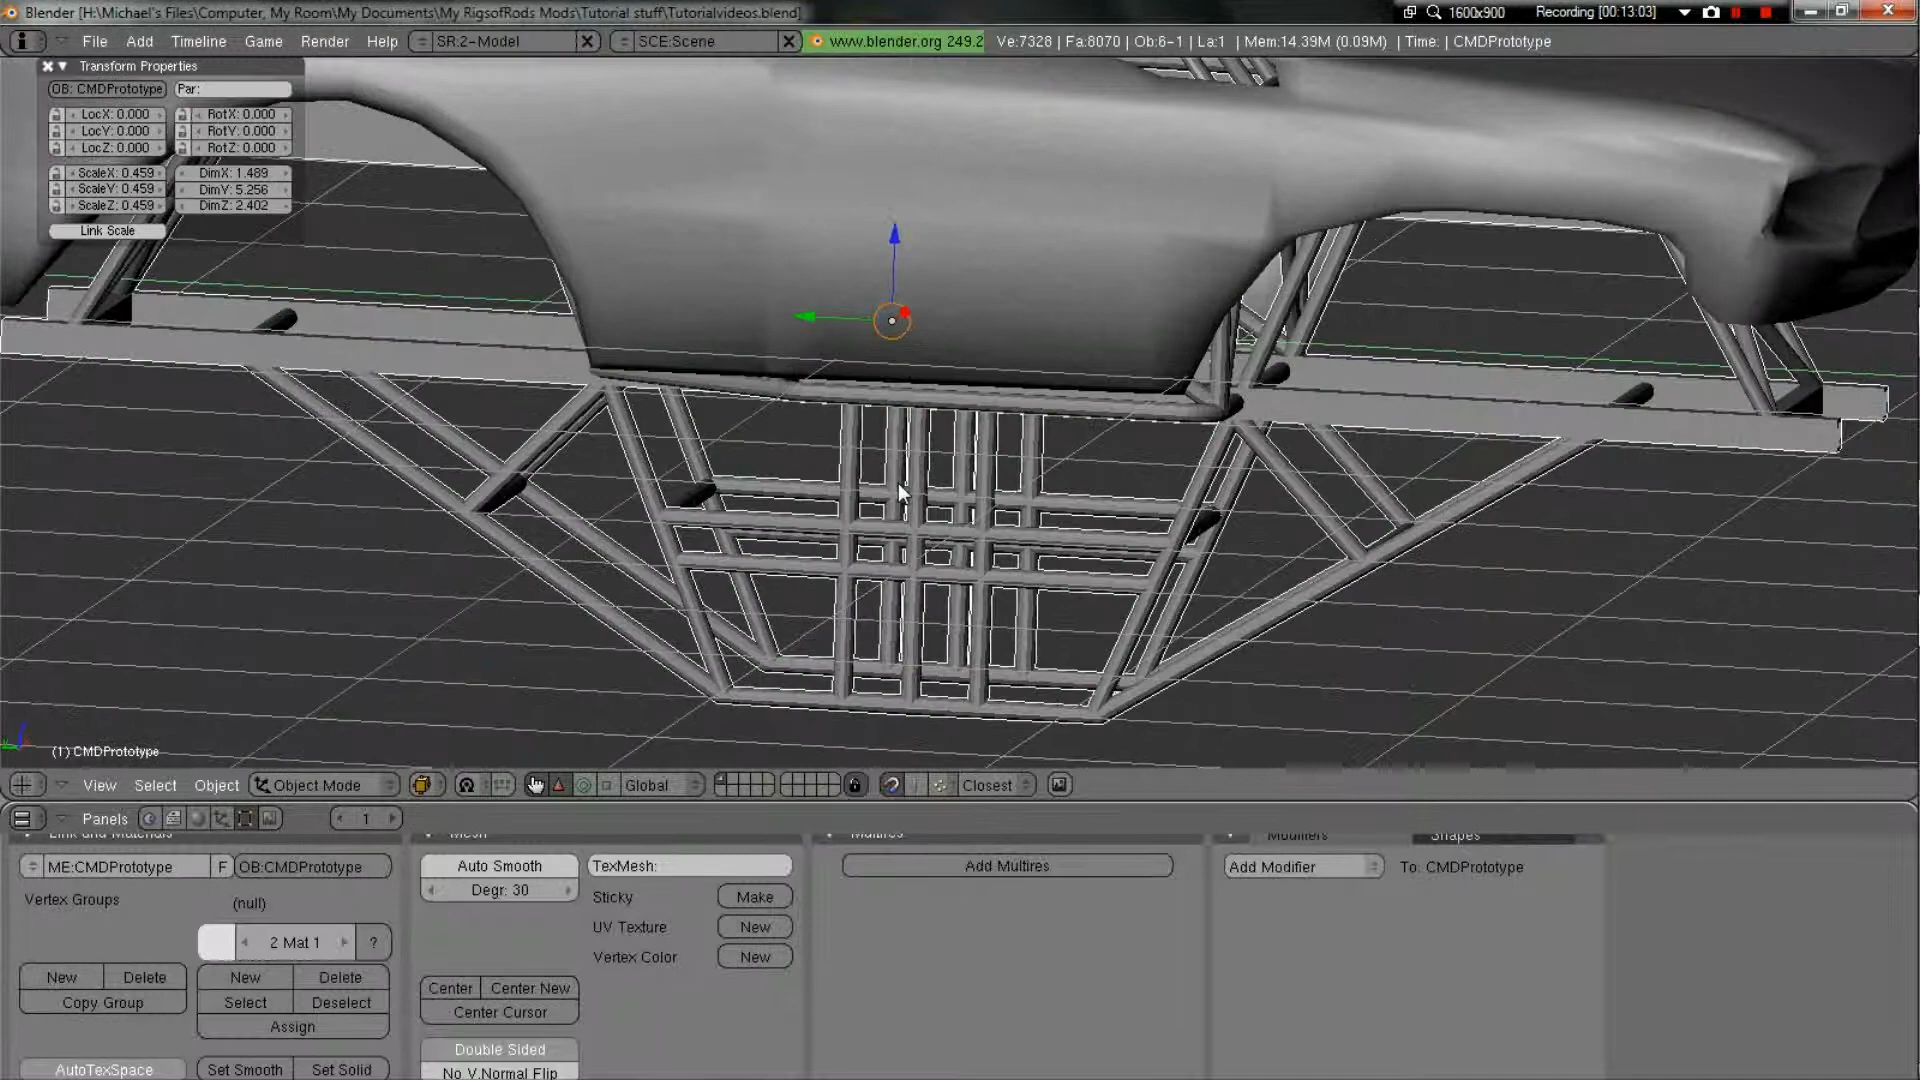 Blender [H:\Michael's Files\Computer, My Room\My Documents\My RigsofRods Mods\Tutorial stuff\Tutorialvideos.blend]
1600x900
Recording [00:13:03]
File Add Timeline Game Render Help
SR:2-Model
SCE:Scene
www.blender.org 249.2
Ve:7328 | Fa:8070 | Ob:6-1 | La:1 | Mem:14.39M (0.09M) | Time: | CMDPrototype
Transform Properties
OB: CMDPrototype Par:
LocX: 0.000 RotX: 0.000
LocY: 0.000 RotY: 0.000
LocZ: 0.000 RotZ: 0.000
ScaleX: 0.459 DimX: 1.489
ScaleY: 0.459 DimY: 5.256
ScaleZ: 0.459 DimZ: 2.402
Link Scale
(1) CMDPrototype
View Select Object Object Mode Global Closest
Panels 1
Link and Materials Mesh Multires Modifiers Shapes
ME:CMDPrototype F OB:CMDPrototype
Vertex Groups
(null)
2 Mat 1 ?
New Delete New Delete
Copy Group Select Deselect
Assign
AutoTexSpace Set Smooth Set Solid
Auto Smooth
Degr: 30
TexMesh:
Sticky Make
UV Texture New
Vertex Color New
Center Center New
Center Cursor
Double Sided
No V.Normal Flip
Add Multires
Add Modifier To: CMDPrototype